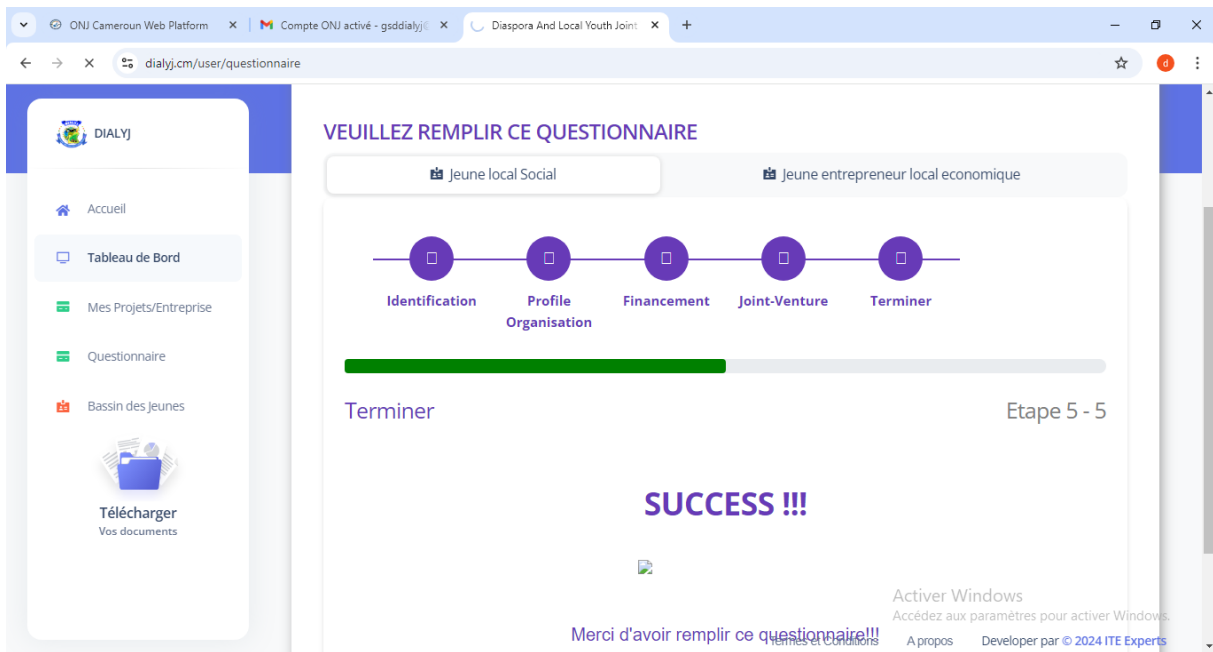 ONJ Cameroun Web Platform
Compte ONJ activé - gsddialyj
Diaspora And Local Youth Joint
dialyj.cm/user/questionnaire
d
DIALYJ
Accueil
Tableau de Bord
Mes Projets/Entreprise
Questionnaire
Bassin des Jeunes
Télécharger
Vos documents
VEUILLEZ REMPLIR CE QUESTIONNAIRE
Jeune local Social
Jeune entrepreneur local economique
Identification
Profile
Organisation
Financement
Joint-Venture
Terminer
Terminer
Etape 5 - 5
SUCCESS !!!
Merci d'avoir remplir ce questionnaire!!!
Activer Windows
Accédez aux paramètres pour activer Windows.
Termes et Conditions
A propos
Developer par © 2024 ITE Experts